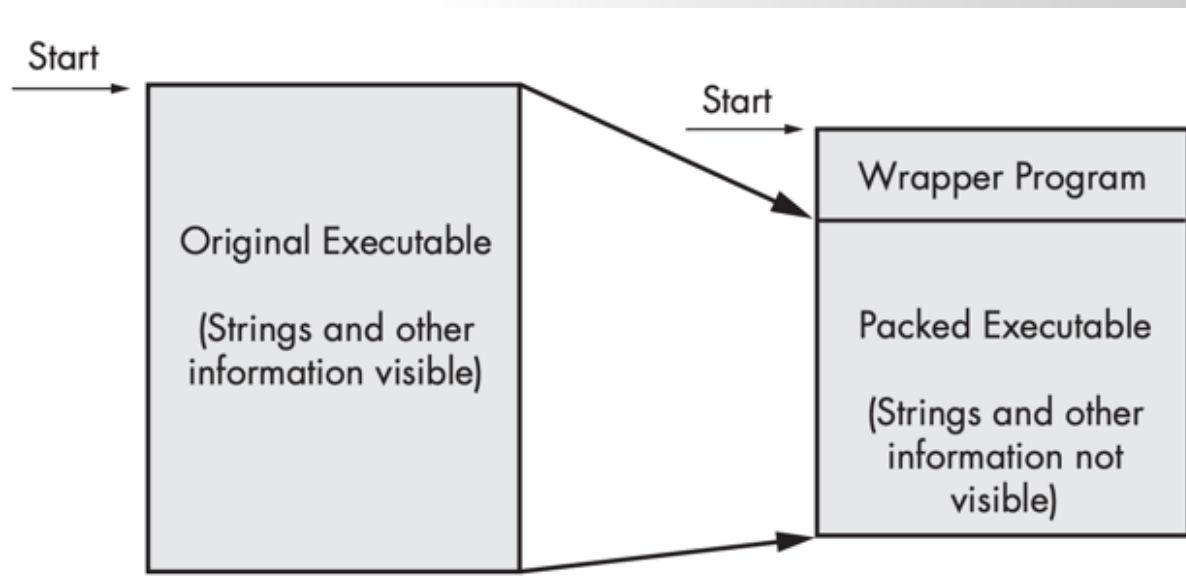 Start
Original Executable
(Strings and other
information visible)
Start
Wrapper Program
Packed Executable
(Strings and other
information not
visible)